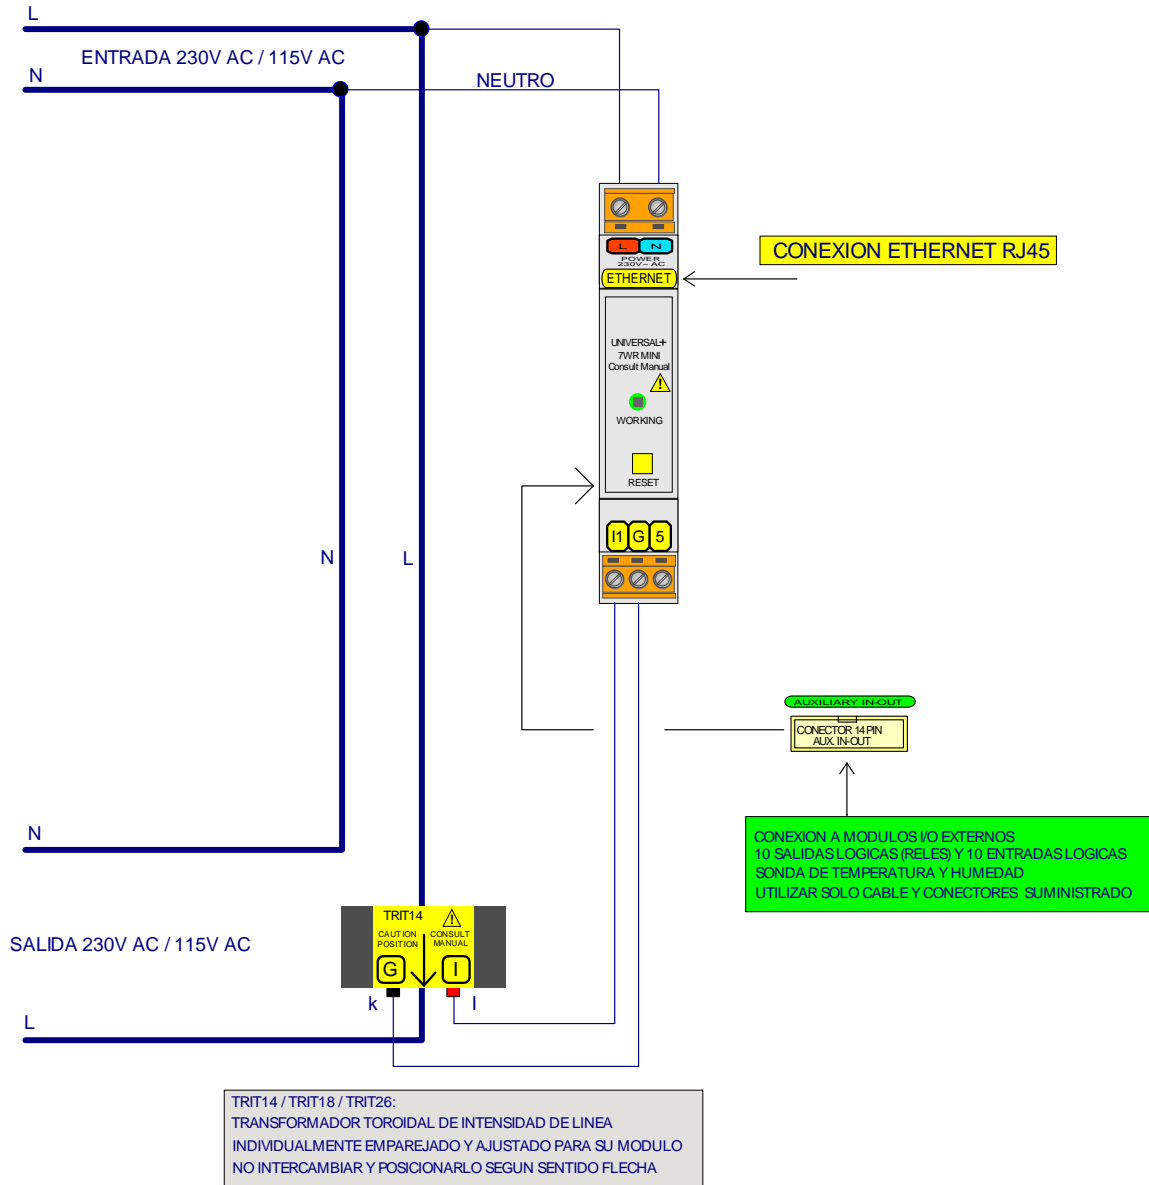 L
ENTRADA 230V AC / 115V AC
N
NEUTRO
L N
POWER
230V~ AC
ETHERNET
CONEXION ETHERNET RJ45
UNIVERSAL+
7WR MINI
Consult Manual
!
WORKING
RESET
I1 G 5
N
L
AUXILIARY IN-OUT
CONECTOR 14 PIN
AUX. IN-OUT
CONEXION A MODULOS I/O EXTERNOS
10 SALIDAS LOGICAS (RELES) Y 10 ENTRADAS LOGICAS
SONDA DE TEMPERATURA Y HUMEDAD
UTILIZAR SOLO CABLE Y CONECTORES SUMINISTRADO
N
SALIDA 230V AC / 115V AC
TRIT14
!
CAUTION
POSITION
CONSULT
MANUAL
G I
k l
L
TRIT14 / TRIT18 / TRIT26:
TRANSFORMADOR TOROIDAL DE INTENSIDAD DE LINEA
INDIVIDUALMENTE EMPAREJADO Y AJUSTADO PARA SU MODULO
NO INTERCAMBIAR Y POSICIONARLO SEGUN SENTIDO FLECHA